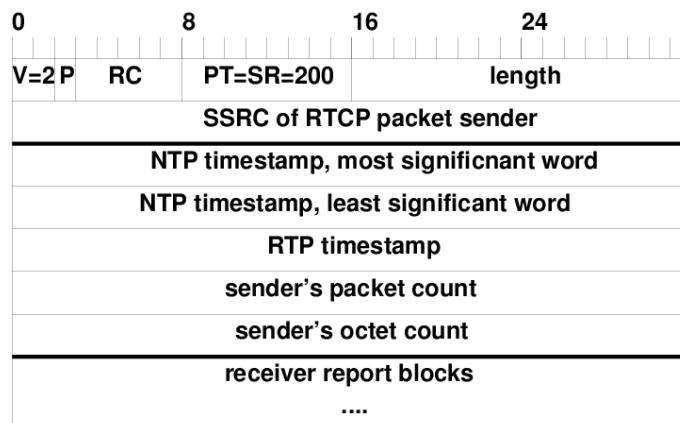 0 8 16 24
V=2 P RC PT=SR=200 length
SSRC of RTCP packet sender
NTP timestamp, most significnant word
NTP timestamp, least significant word
RTP timestamp
sender's packet count
sender's octet count
receiver report blocks
....